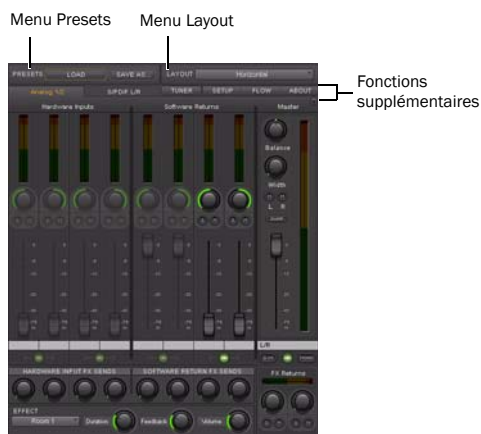 Menu Presets Menu Layout
PRESETS LOAD SAVE AS... LAYOUT Horizontal
Analog 1/2 S/PDIF L/R TUNER SETUP FLOW ABOUT
Fonctions
supplémentaires
Hardware Inputs Software Returns Master
Balance
Width
L R
L/R
HARDWARE INPUT FX SENDS SOFTWARE RETURN FX SENDS FX Returns
EFFECT
Room 1 Duration Feedback Volume